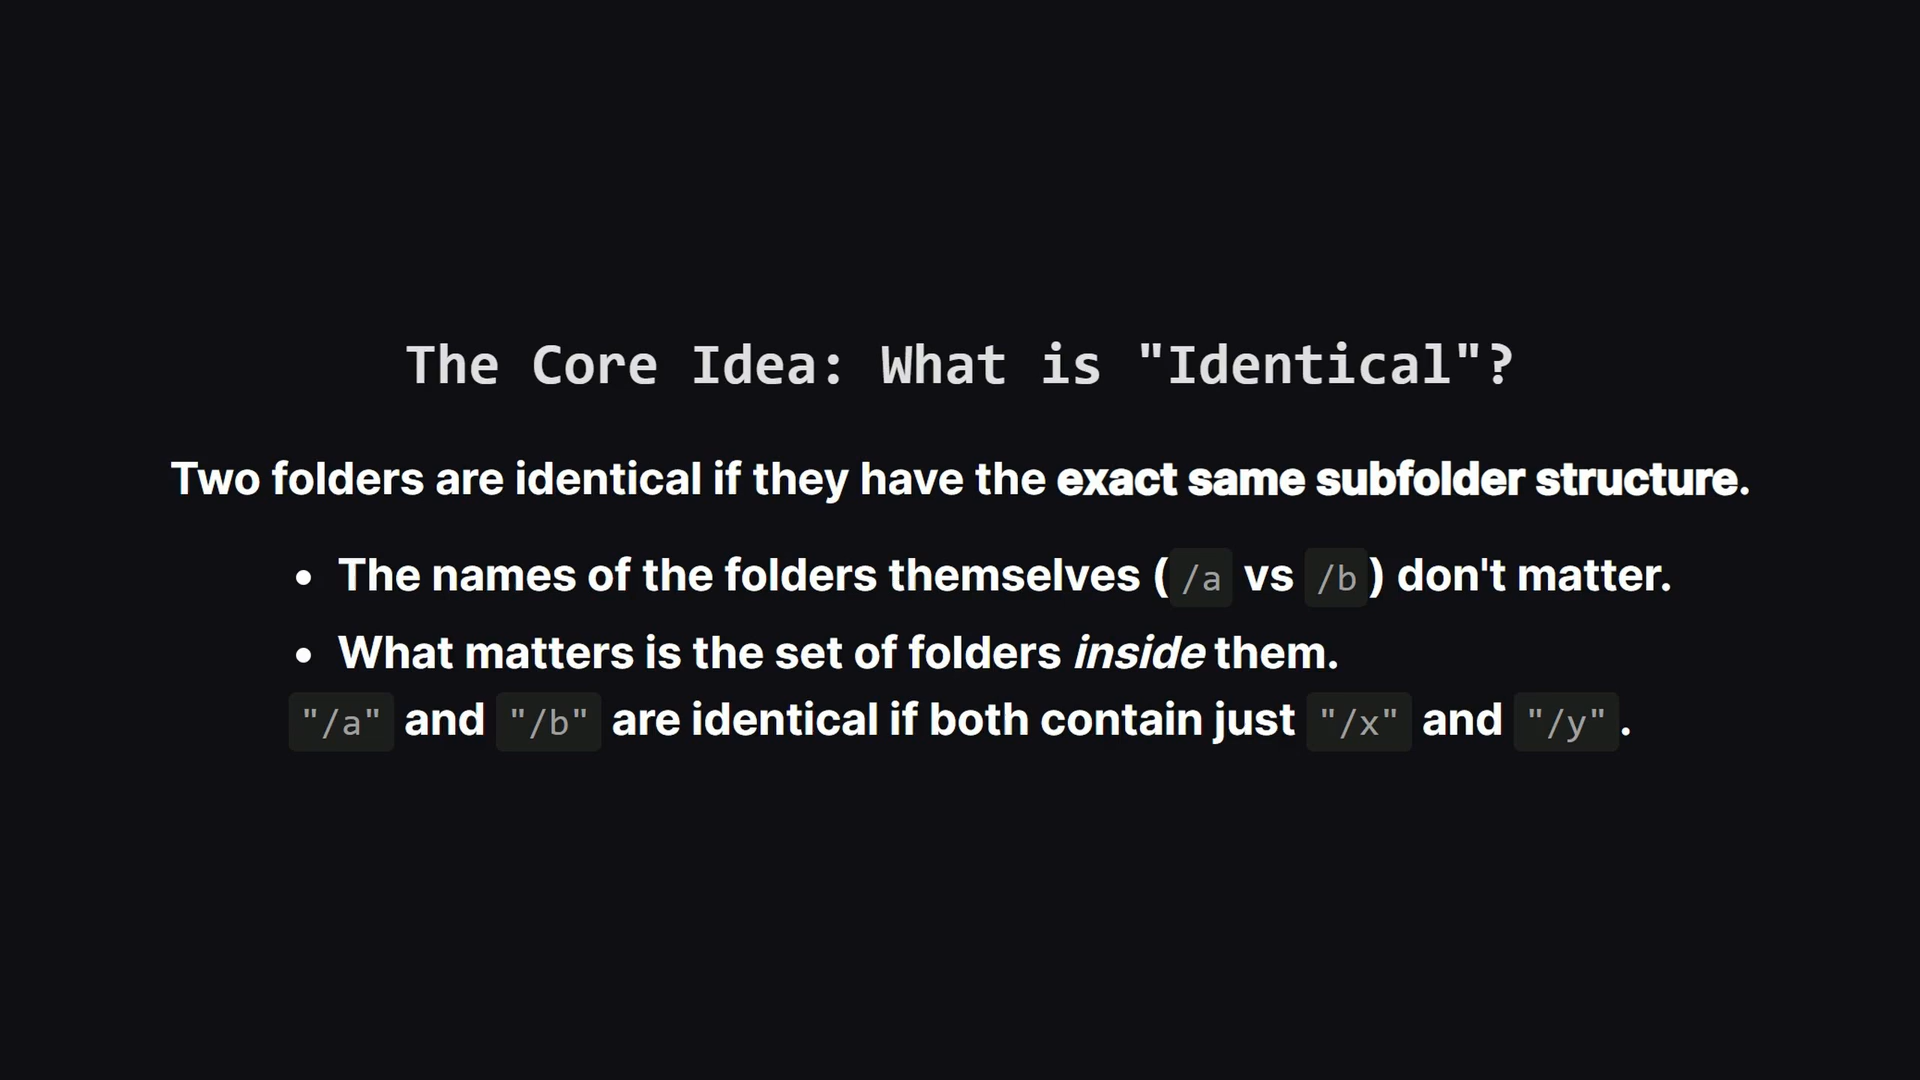 The Core Idea: What is "Identical"?
Two folders are identical if they have the exact same subfolder structure.
• The names of the folders themselves ( /a vs /b ) don't matter.
• What matters is the set of folders inside them.
"/a" and "/b" are identical if both contain just "/x" and "/y" .